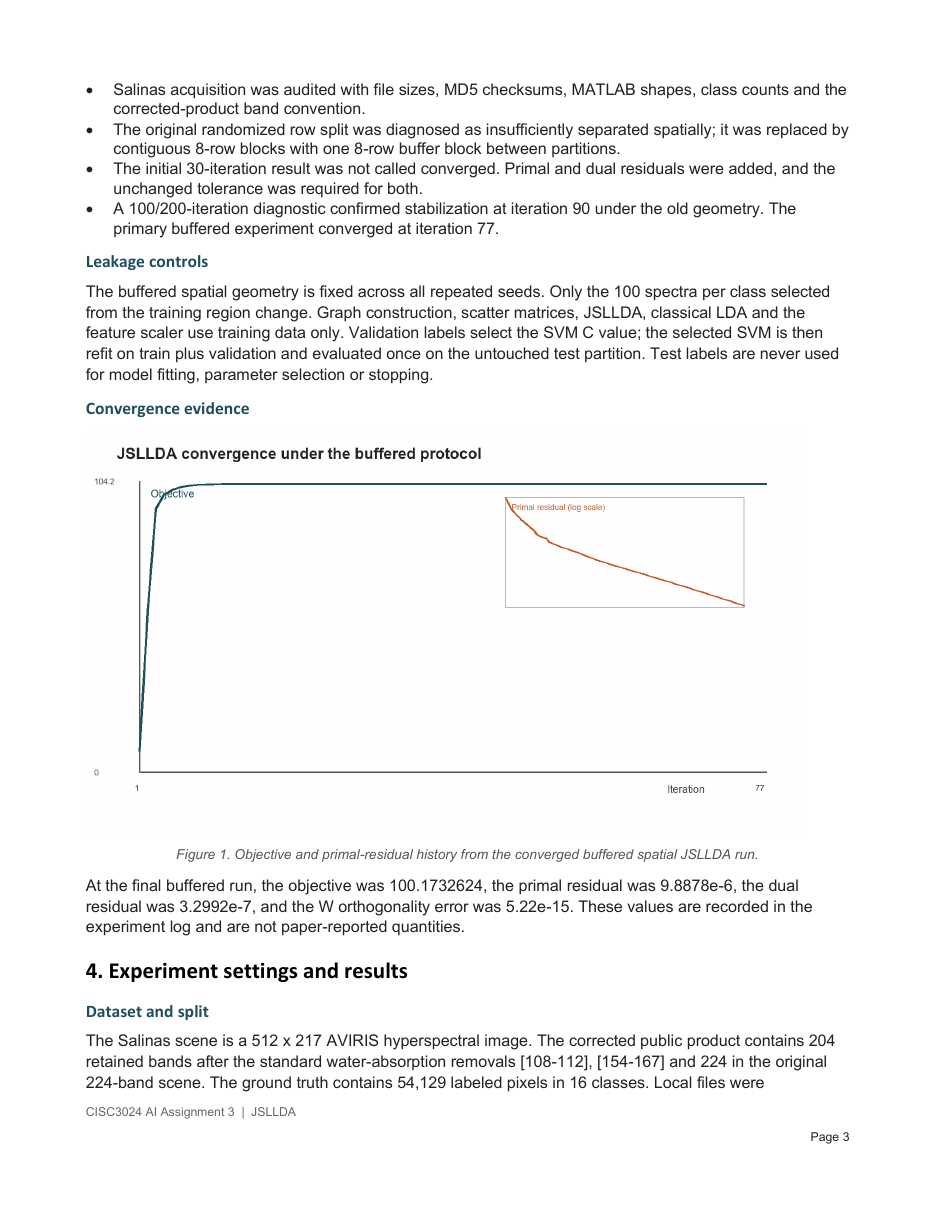 • Salinas acquisition was audited with file sizes, MD5 checksums, MATLAB shapes, class counts and the
corrected-product band convention.
• The original randomized row split was diagnosed as insufficiently separated spatially; it was replaced by
contiguous 8-row blocks with one 8-row buffer block between partitions.
• The initial 30-iteration result was not called converged. Primal and dual residuals were added, and the
unchanged tolerance was required for both.
• A 100/200-iteration diagnostic confirmed stabilization at iteration 90 under the old geometry. The
primary buffered experiment converged at iteration 77.
Leakage controls
The buffered spatial geometry is fixed across all repeated seeds. Only the 100 spectra per class selected
from the training region change. Graph construction, scatter matrices, JSLLDA, classical LDA and the
feature scaler use training data only. Validation labels select the SVM C value; the selected SVM is then
refit on train plus validation and evaluated once on the untouched test partition. Test labels are never used
for model fitting, parameter selection or stopping.
Convergence evidence
JSLLDA convergence under the buffered protocol
104.2
Objective
Primal residual (log scale)
0
1
Iteration
77
Figure 1. Objective and primal-residual history from the converged buffered spatial JSLLDA run.
At the final buffered run, the objective was 100.1732624, the primal residual was 9.8878e-6, the dual
residual was 3.2992e-7, and the W orthogonality error was 5.22e-15. These values are recorded in the
experiment log and are not paper-reported quantities.
4. Experiment settings and results
Dataset and split
The Salinas scene is a 512 x 217 AVIRIS hyperspectral image. The corrected public product contains 204
retained bands after the standard water-absorption removals [108-112], [154-167] and 224 in the original
224-band scene. The ground truth contains 54,129 labeled pixels in 16 classes. Local files were
CISC3024 AI Assignment 3 | JSLLDA
Page 3